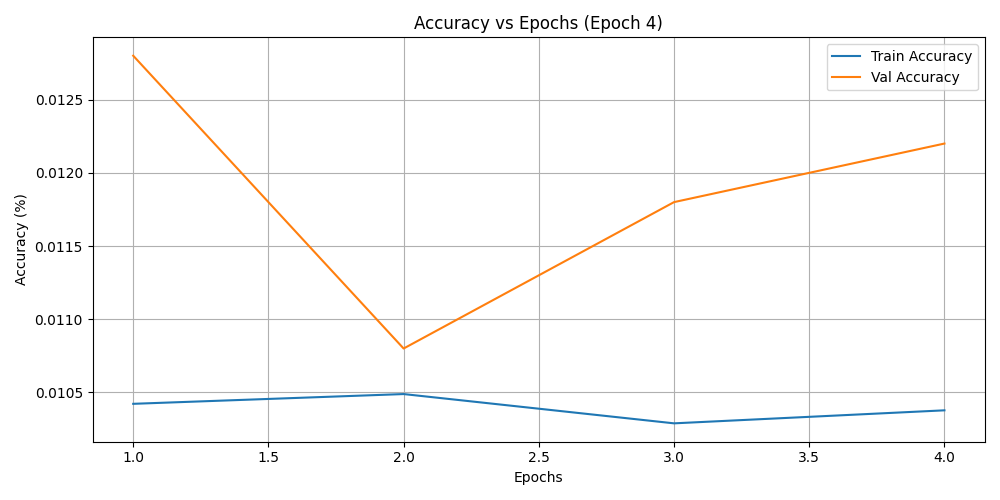 Accuracy vs Epochs (Epoch 4)
Train Accuracy
Val Accuracy
Accuracy (%)
0.0125
0.0120
0.0115
0.0110
0.0105
1.0 1.5 2.0 2.5 3.0 3.5 4.0
Epochs